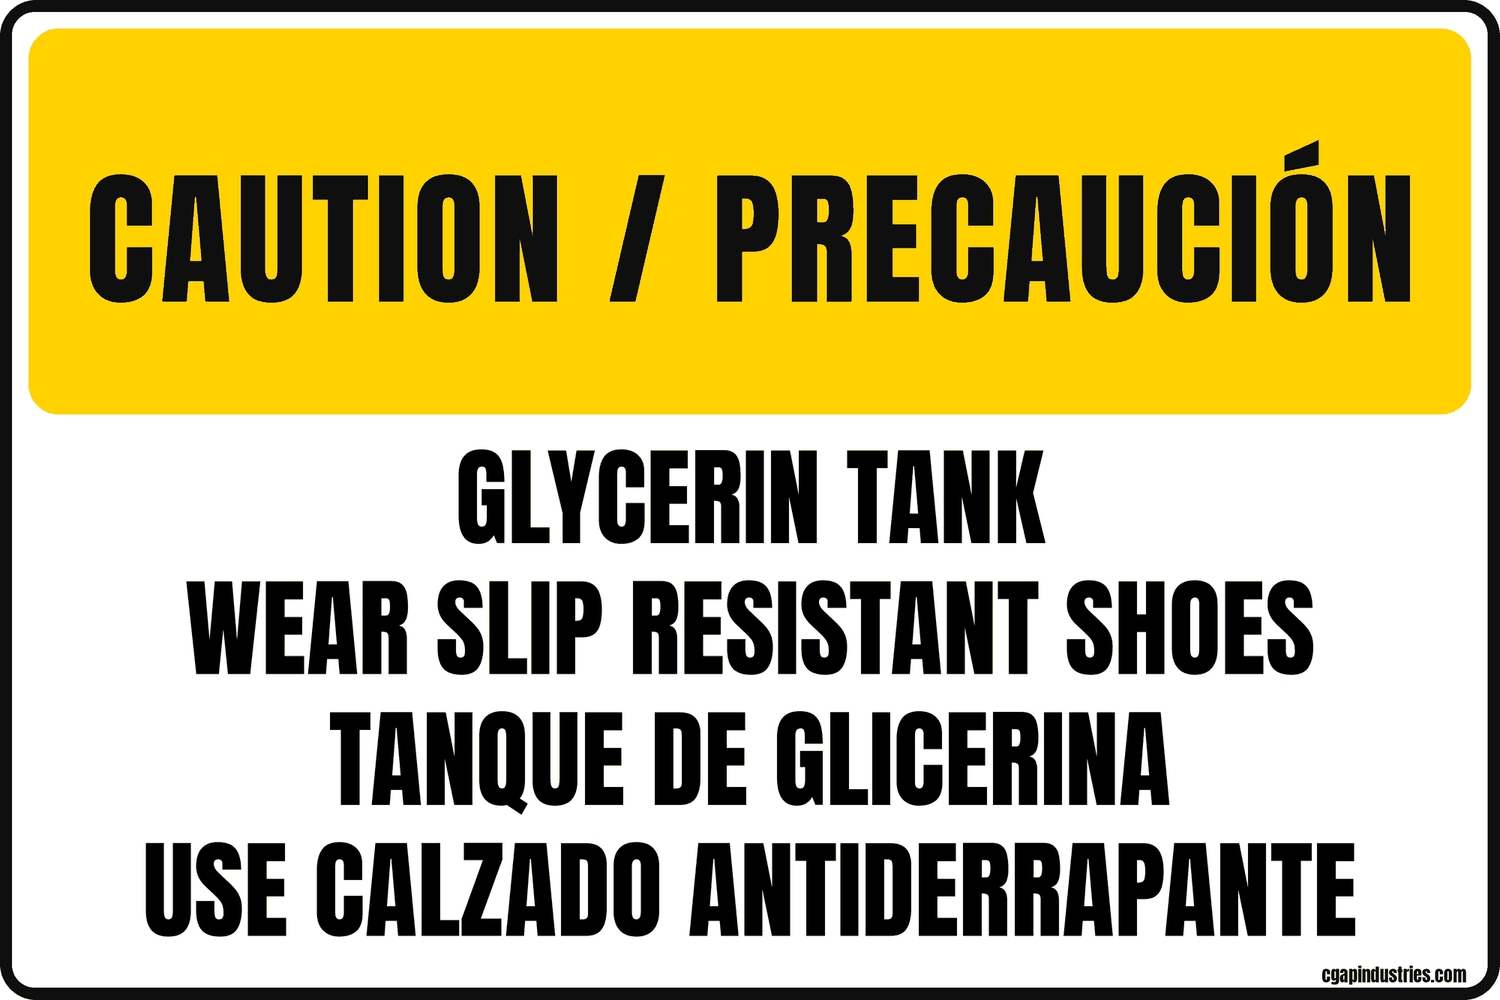 CAUTION / PRECAUCIÓN
GLYCERIN TANK
WEAR SLIP RESISTANT SHOES
TANQUE DE GLICERINA
USE CALZADO ANTIDERRAPANTE
cgapindustries.com